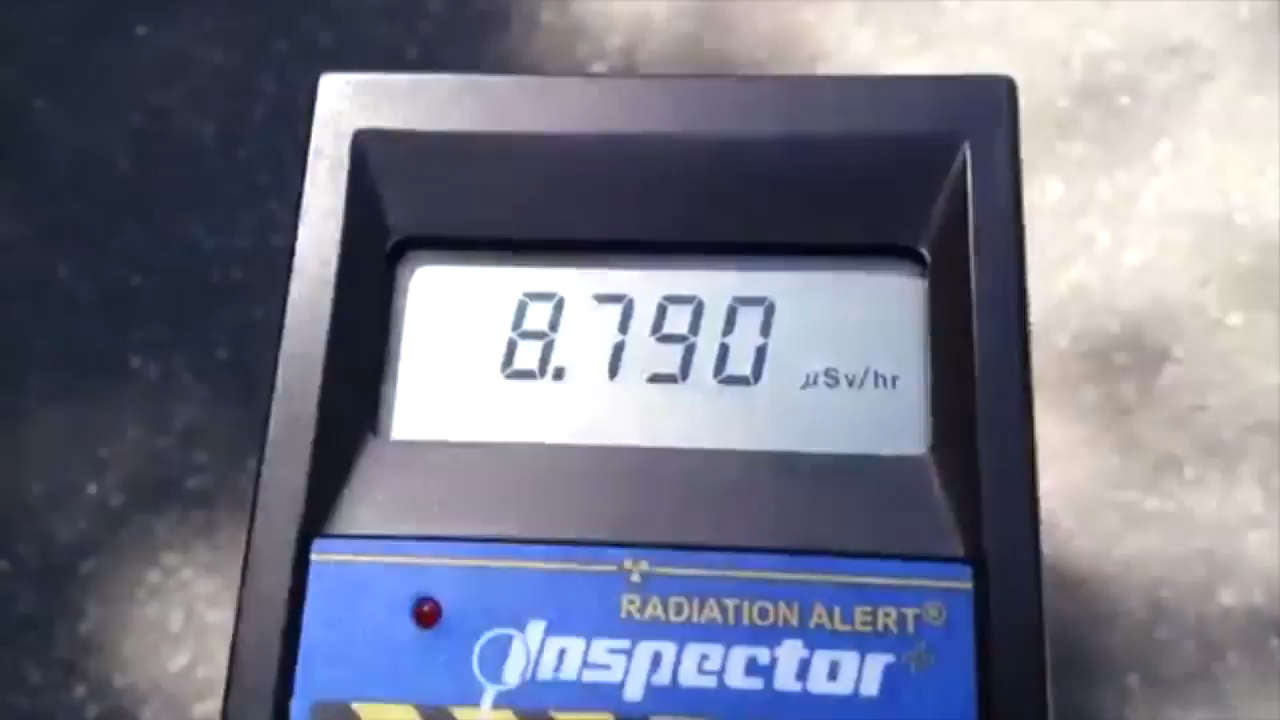 8.790 μSv/hr
RADIATION ALERT®
Inspector+